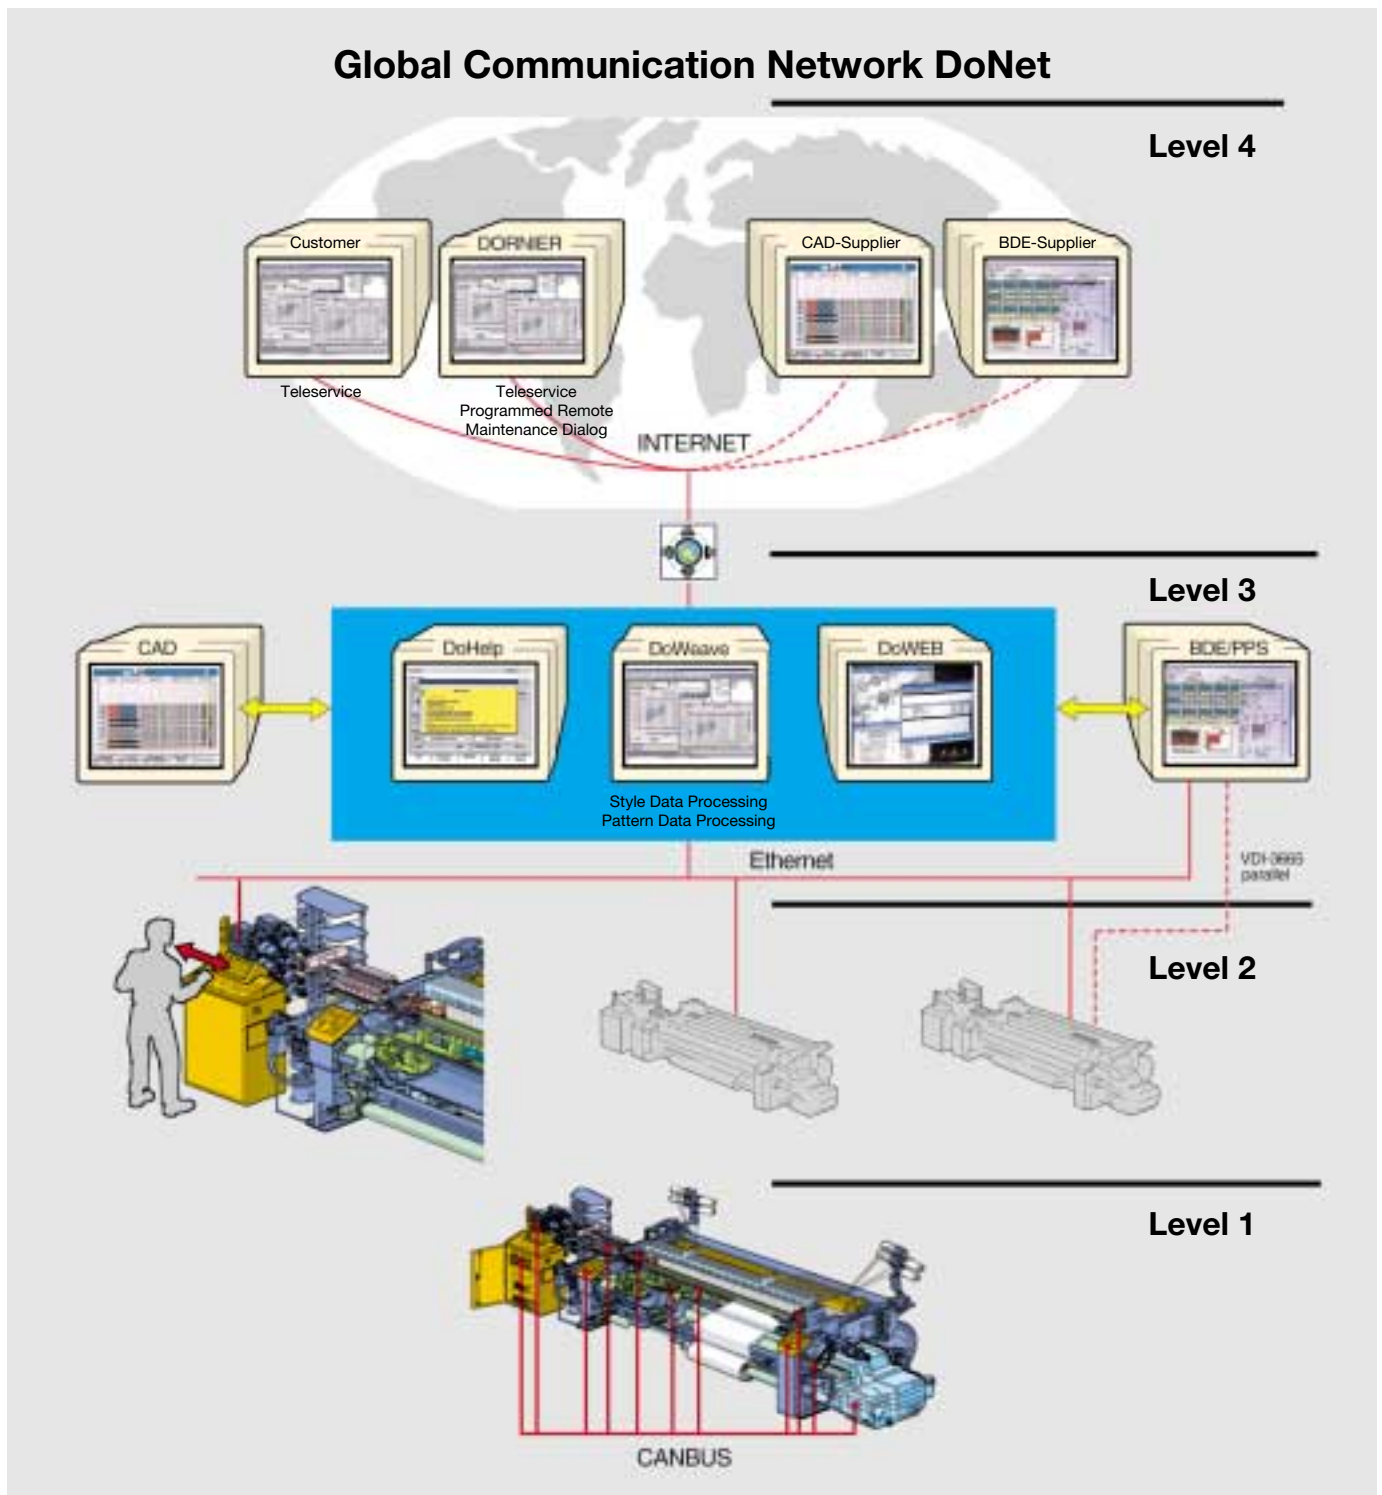 Global Communication Network DoNet
Level 4
Customer
DORNIER
CAD-Supplier
BDE-Supplier
Teleservice
Teleservice
Programmed Remote
Maintenance Dialog
INTERNET
Level 3
CAD
DoHelp
DoWeave
DoWEB
BDE/PPS
Style Data Processing
Pattern Data Processing
Ethernet
parallel
Level 2
Level 1
CANBUS